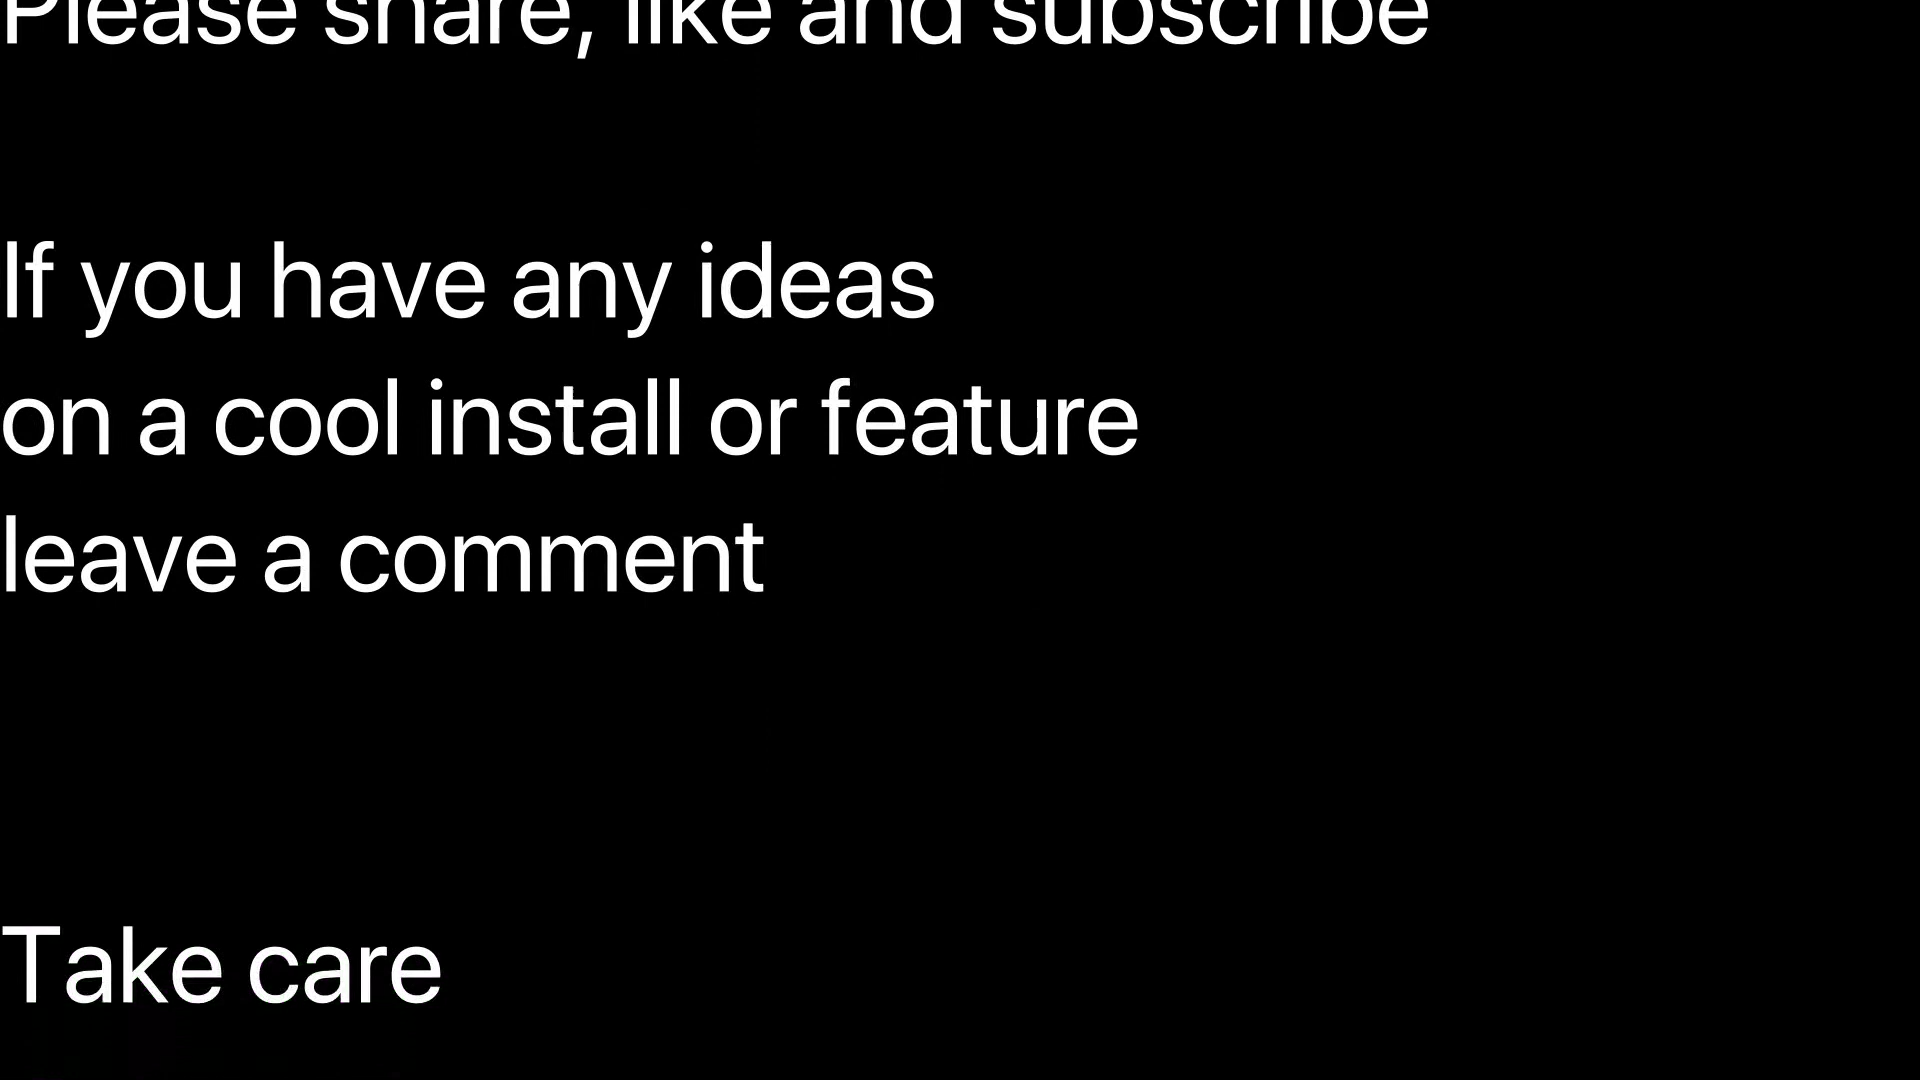 Please share, like and subscribe
If you have any ideas
on a cool install or feature
leave a comment
Take care